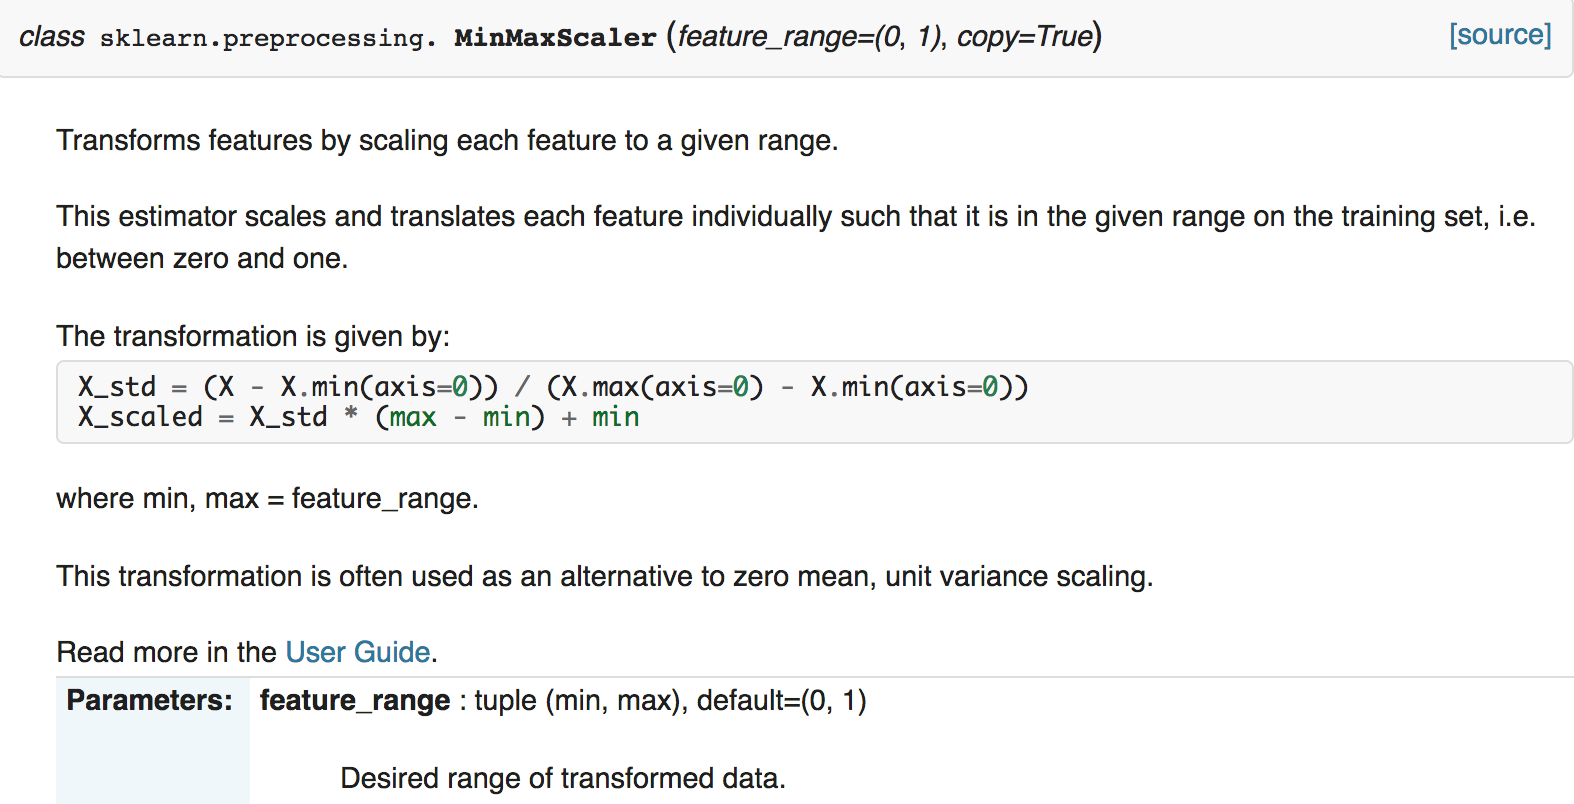 class sklearn.preprocessing. MinMaxScaler (feature_range=(0, 1), copy=True) [source]
Transforms features by scaling each feature to a given range.
This estimator scales and translates each feature individually such that it is in the given range on the training set, i.e.
between zero and one.
The transformation is given by:
X_std = (X - X.min(axis=0)) / (X.max(axis=0) - X.min(axis=0))
X_scaled = X_std * (max - min) + min
where min, max = feature_range.
This transformation is often used as an alternative to zero mean, unit variance scaling.
Read more in the User Guide.
Parameters: feature_range : tuple (min, max), default=(0, 1)
Desired range of transformed data.